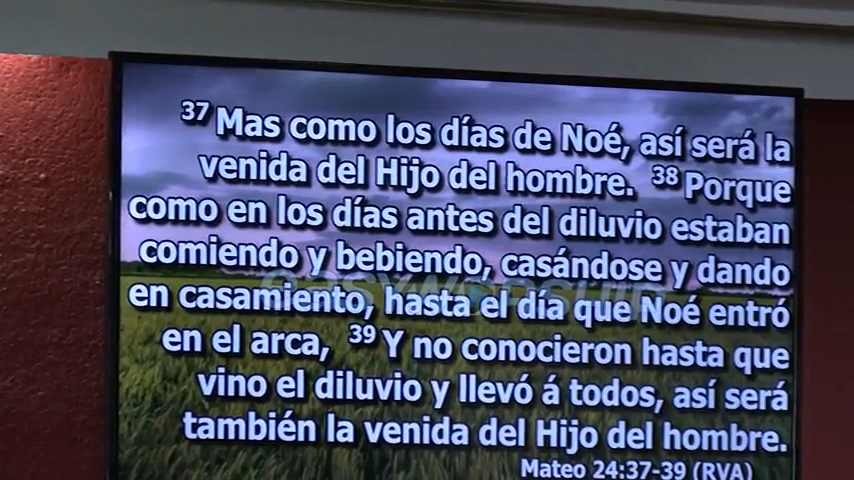 37 Mas como los días de Noé, así será la
venida del Hijo del hombre. 38 Porque
como en los días antes del diluvio estaban
comiendo y bebiendo, casándose y dando
en casamiento, hasta el día que Noé entró
en el arca, 39 Y no conocieron hasta que
vino el diluvio y llevó á todos, así será
también la venida del Hijo del hombre.
Mateo 24:37-39 (RVA)
easyworship